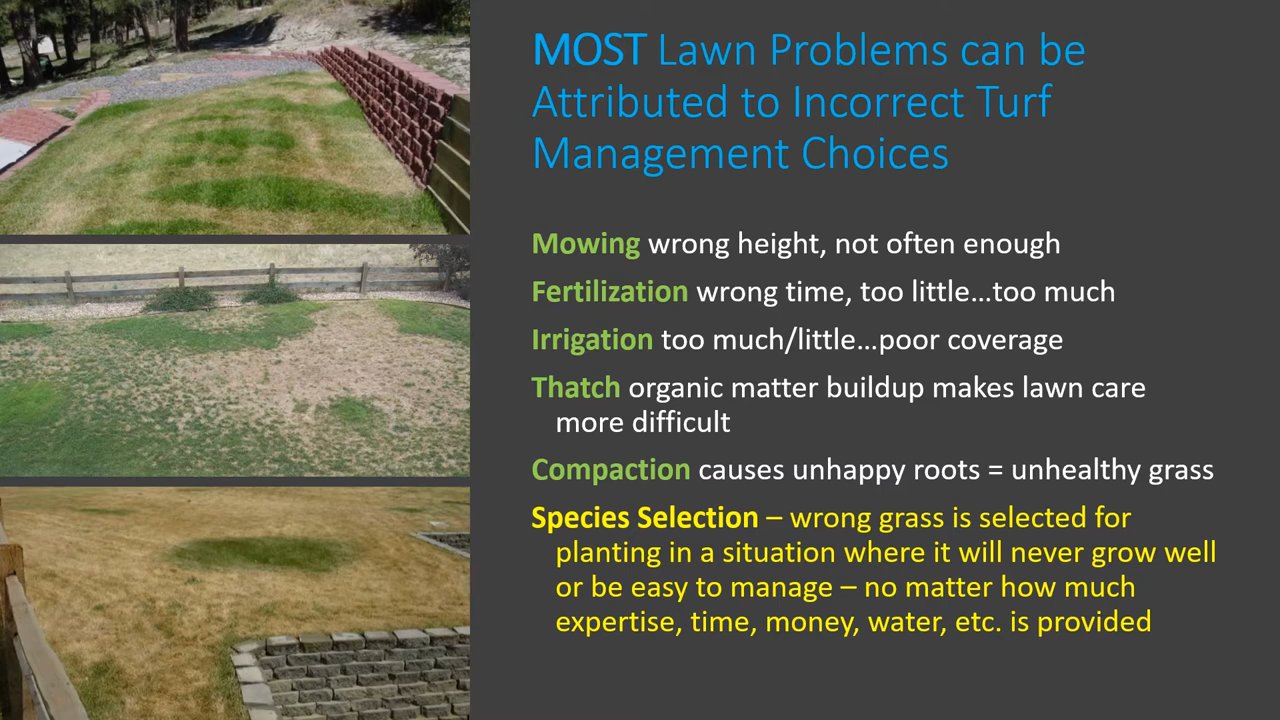 MOST Lawn Problems can be
Attributed to Incorrect Turf
Management Choices
Mowing wrong height, not often enough
Fertilization wrong time, too little…too much
Irrigation too much/little…poor coverage
Thatch organic matter buildup makes lawn care
more difficult
Compaction causes unhappy roots = unhealthy grass
Species Selection – wrong grass is selected for
planting in a situation where it will never grow well
or be easy to manage – no matter how much
expertise, time, money, water, etc. is provided